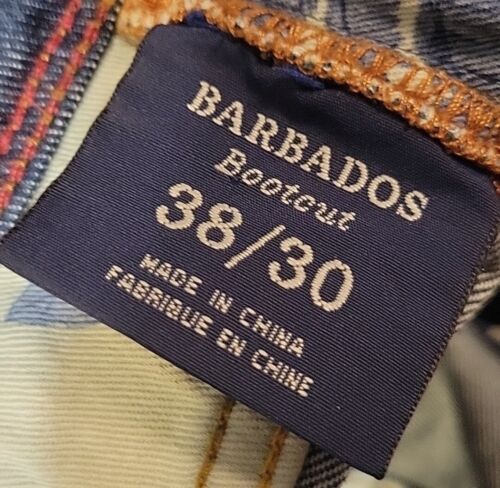 BARBADOS
Bootcut
38/30
MADE IN CHINA
FABRIQUE EN CHINE